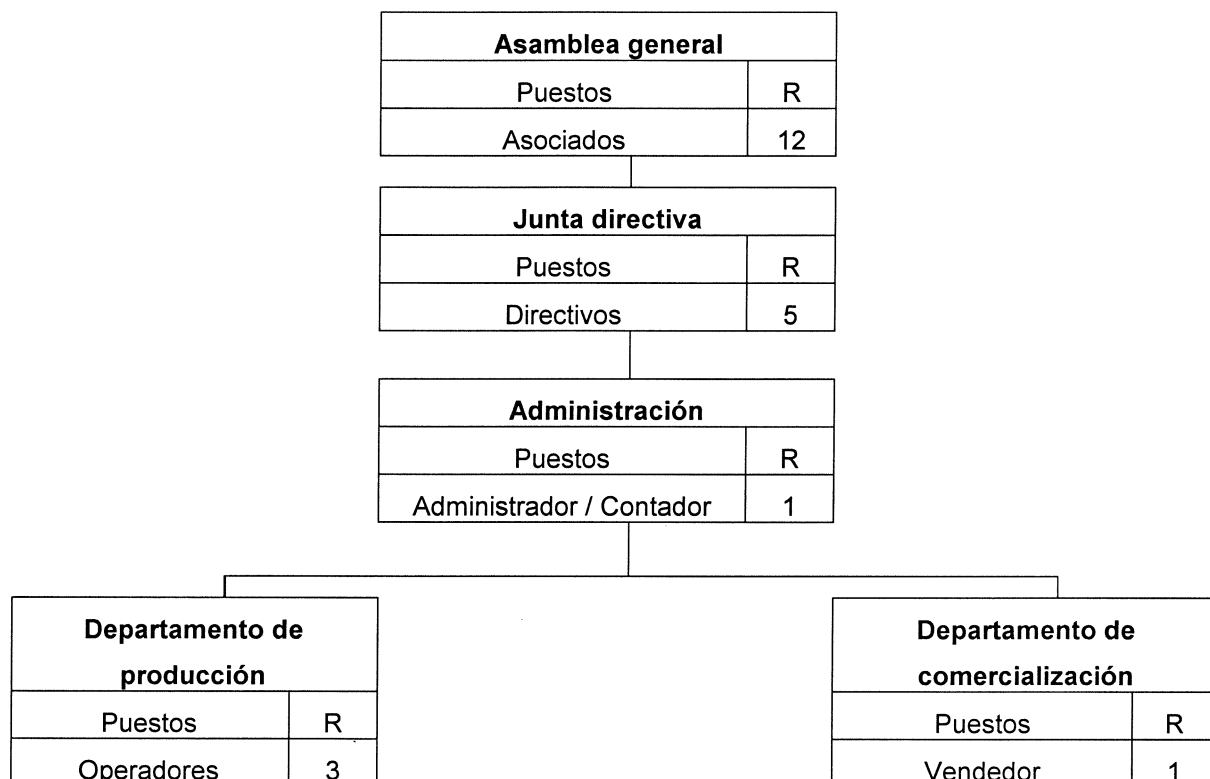 Asamblea general
Puestos R
Asociados 12
Junta directiva
Puestos R
Directivos 5
Administración
Puestos R
Administrador / Contador 1
Departamento de
producción
Puestos R
Operadores 3
Departamento de
comercialización
Puestos R
Vendedor 1